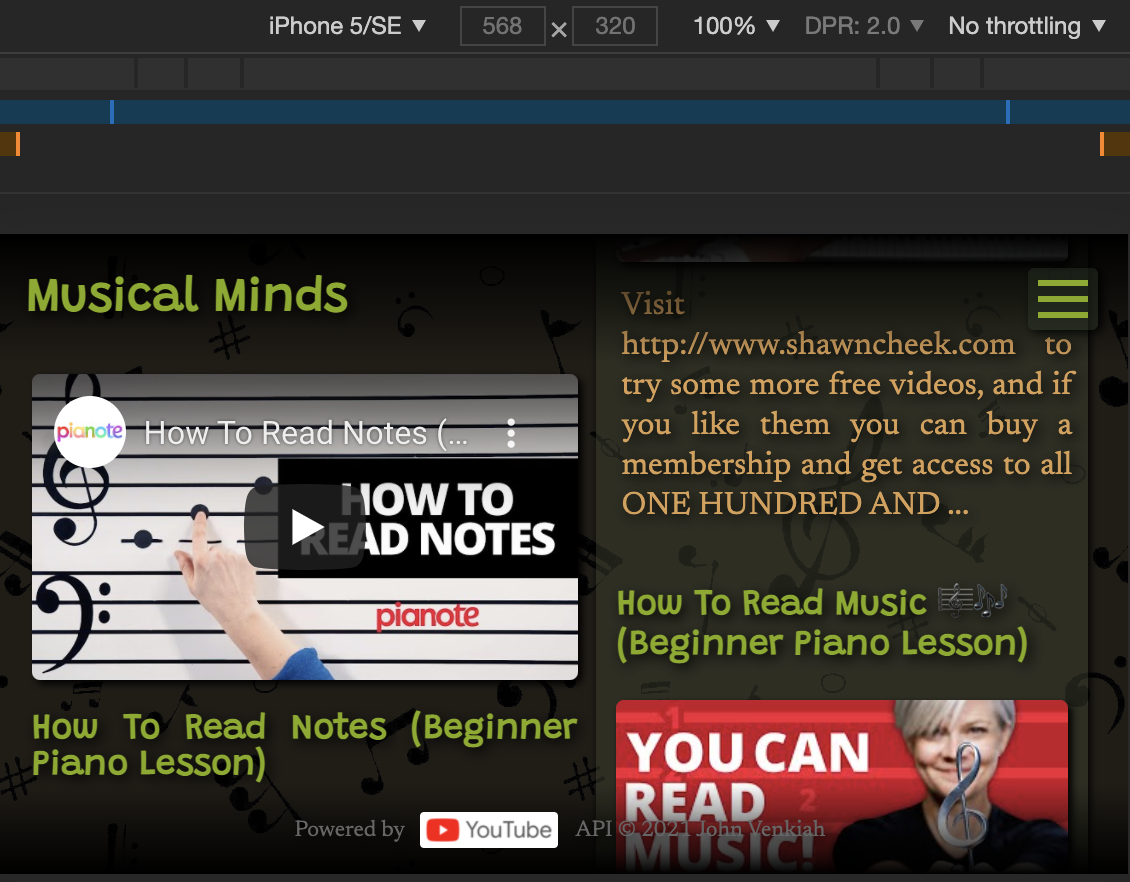 iPhone 5/SE ▼ 568 × 320 100% ▼ DPR: 2.0 ▼ No throttling ▼
Musical Minds
pianote How To Read Notes (...
HOW TO
READ NOTES
pianote
How To Read Notes (Beginner
Piano Lesson)
Visit
http://www.shawncheek.com to
try some more free videos, and if
you like them you can buy a
membership and get access to all
ONE HUNDRED AND ...
How To Read Music 🎼🎶
(Beginner Piano Lesson)
1
YOU CAN
READ 2
MUSIC!
Powered by YouTube API © 2021 John Venkiah